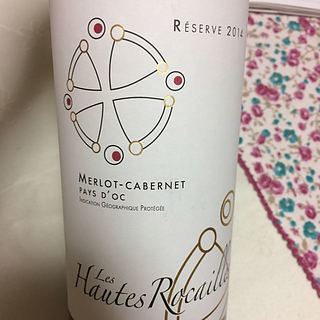 RÉSERVE 2014
MERLOT-CABERNET
PAYS D'OC
INDICATION GÉOGRAPHIQUE PROTÉGÉE
Les
Hautes Rocailles